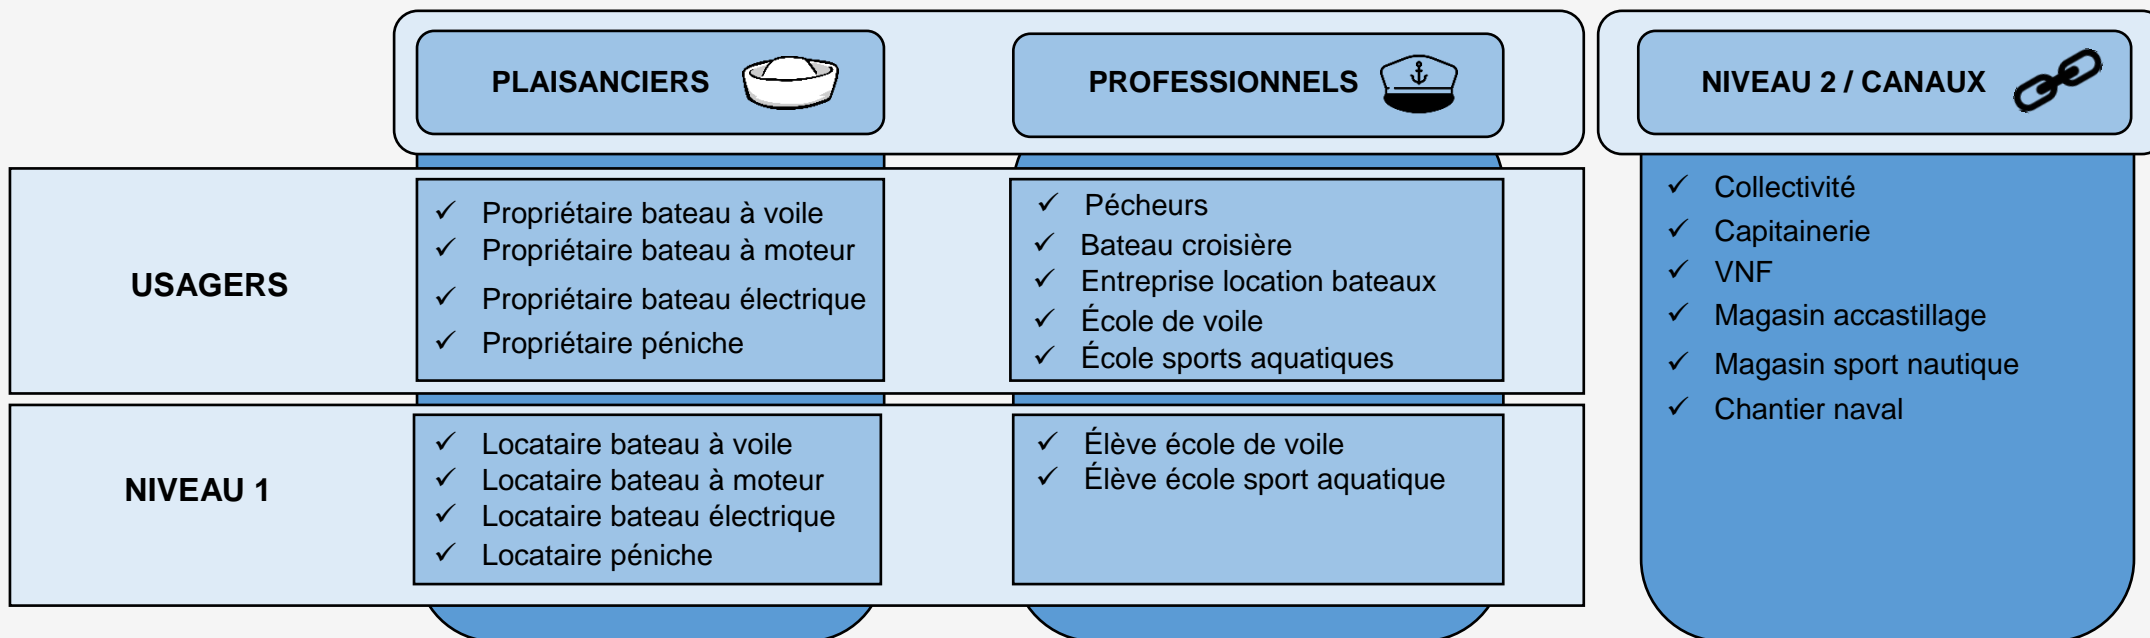 PLAISANCIERS
PROFESSIONNELS
NIVEAU 2 / CANAUX
USAGERS
Propriétaire bateau à voile
Propriétaire bateau à moteur
Propriétaire bateau électrique
Propriétaire péniche
Pécheurs
Bateau croisière
Entreprise location bateaux
École de voile
École sports aquatiques
NIVEAU 1
Locataire bateau à voile
Locataire bateau à moteur
Locataire bateau électrique
Locataire péniche
Élève école de voile
Élève école sport aquatique
Collectivité
Capitainerie
VNF
Magasin accastillage
Magasin sport nautique
Chantier naval